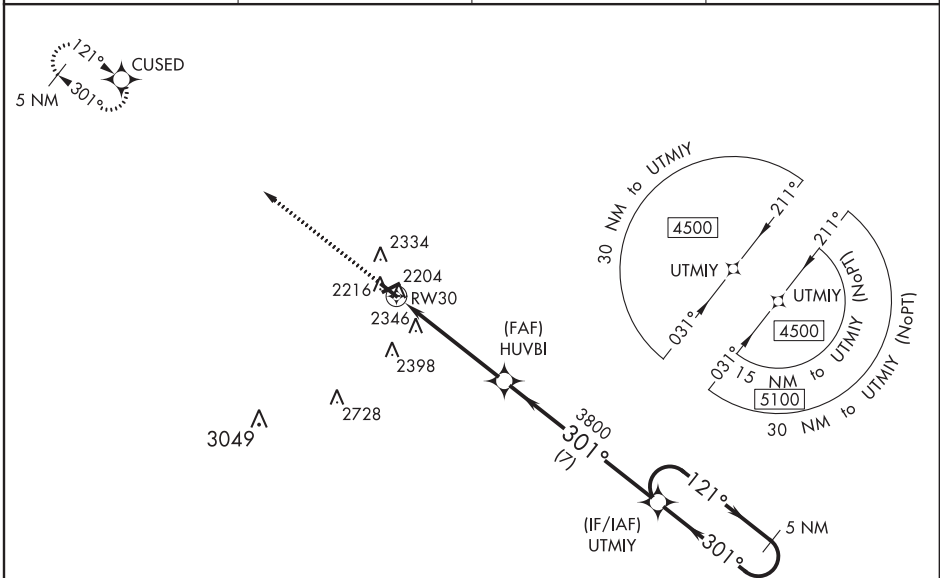 121°
CUSED
301°
5 NM
30 NM to UTMIY
211°
4500
UTMIY
031°
211°
UTMIY
4500
031°
15 NM to UTMIY (NoPT)
5100
30 NM to UTMIY (NoPT)
2334
2216
2204
RW30
2346
2398
2728
3049
(FAF)
HUVBI
3800
301°
(7)
121°
5 NM
301°
(IF/IAF)
UTMIY